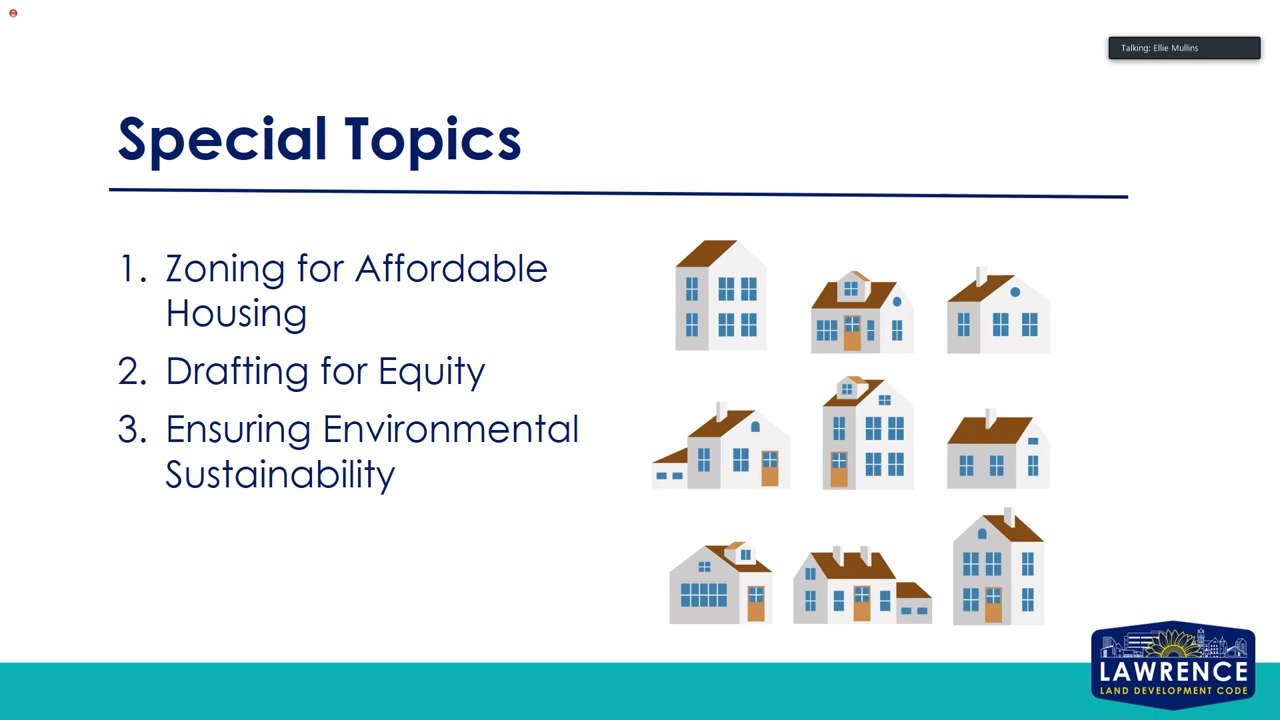 Talking: Ellie Mullins
Special Topics
1. Zoning for Affordable
Housing
2. Drafting for Equity
3. Ensuring Environmental
Sustainability
LAWRENCE
LAND DEVELOPMENT CODE